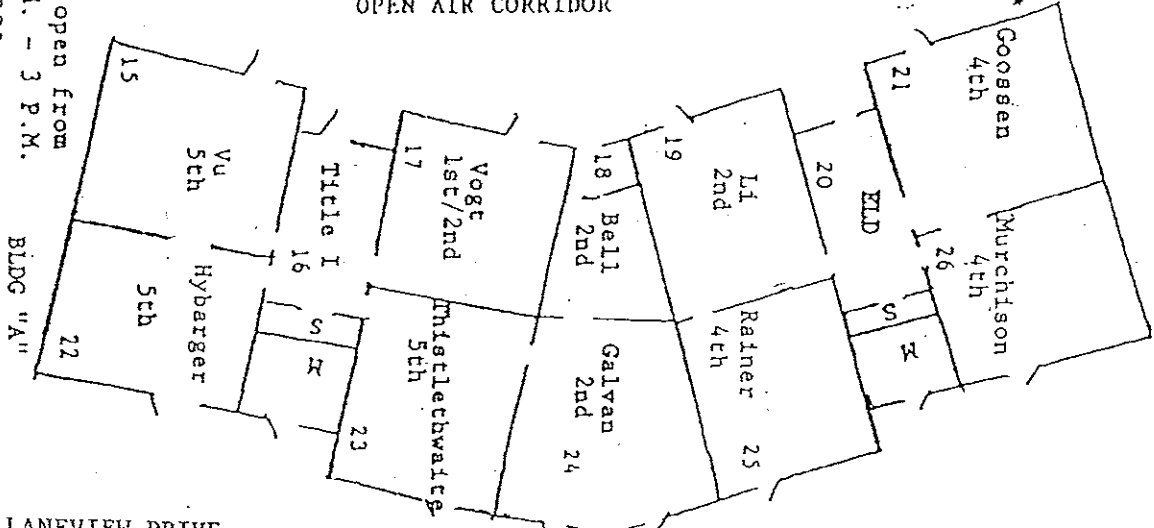 OPEN AIR CORRIDOR
*
open from
- 3 P.M.
15
Vu
5th
Title I
16
17
Vogt
1st/2nd
18
Bell
2nd
19
Li
2nd
20
ELD
21
Goossen
4th
Murchison
4th
26
S
W
Hybarger
5th
22
S
W
Thistlethwaite
5th
23
Galvan
2nd
24
Rainer
4th
25
BLDG "A"
LANEVIEW DRIVE